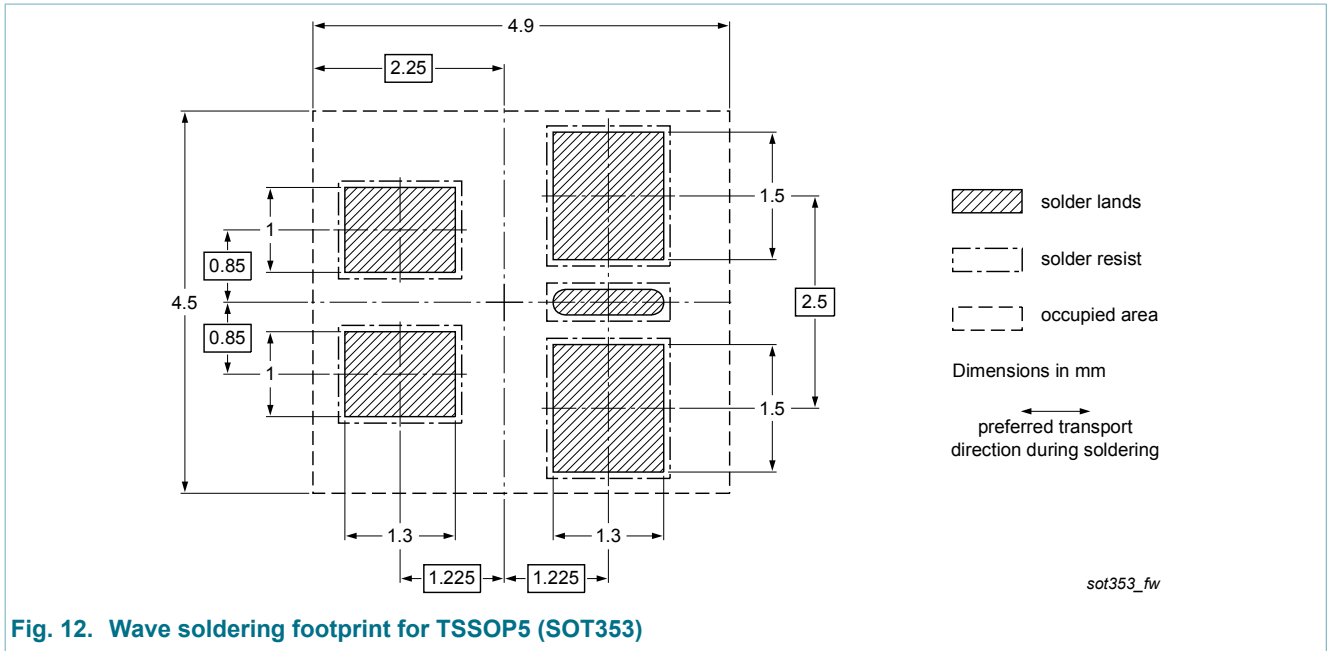 4.9
2.25
1.5
1
solder lands
0.85
solder resist
4.5
2.5
occupied area
0.85
1
1.5
Dimensions in mm
preferred transport
direction during soldering
1.3
1.3
1.225
1.225
sot353_fw
Fig. 12. Wave soldering footprint for TSSOP5 (SOT353)